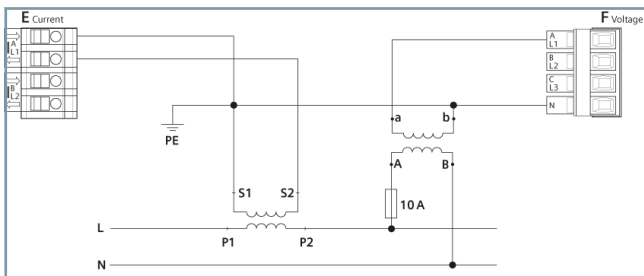 E Current
F Voltage
A
L1
B
L2
A
L1
B
L2
C
L3
N
PE
a
b
A
B
S1
S2
10 A
L
P1
P2
N